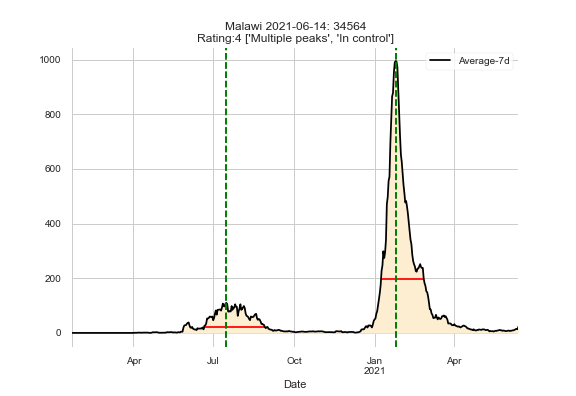 Malawi 2021-06-14: 34564
Rating:4 ['Multiple peaks', 'In control']
Average-7d
1000
800
600
400
200
0
Apr Jul Oct Jan Apr
2021
Date